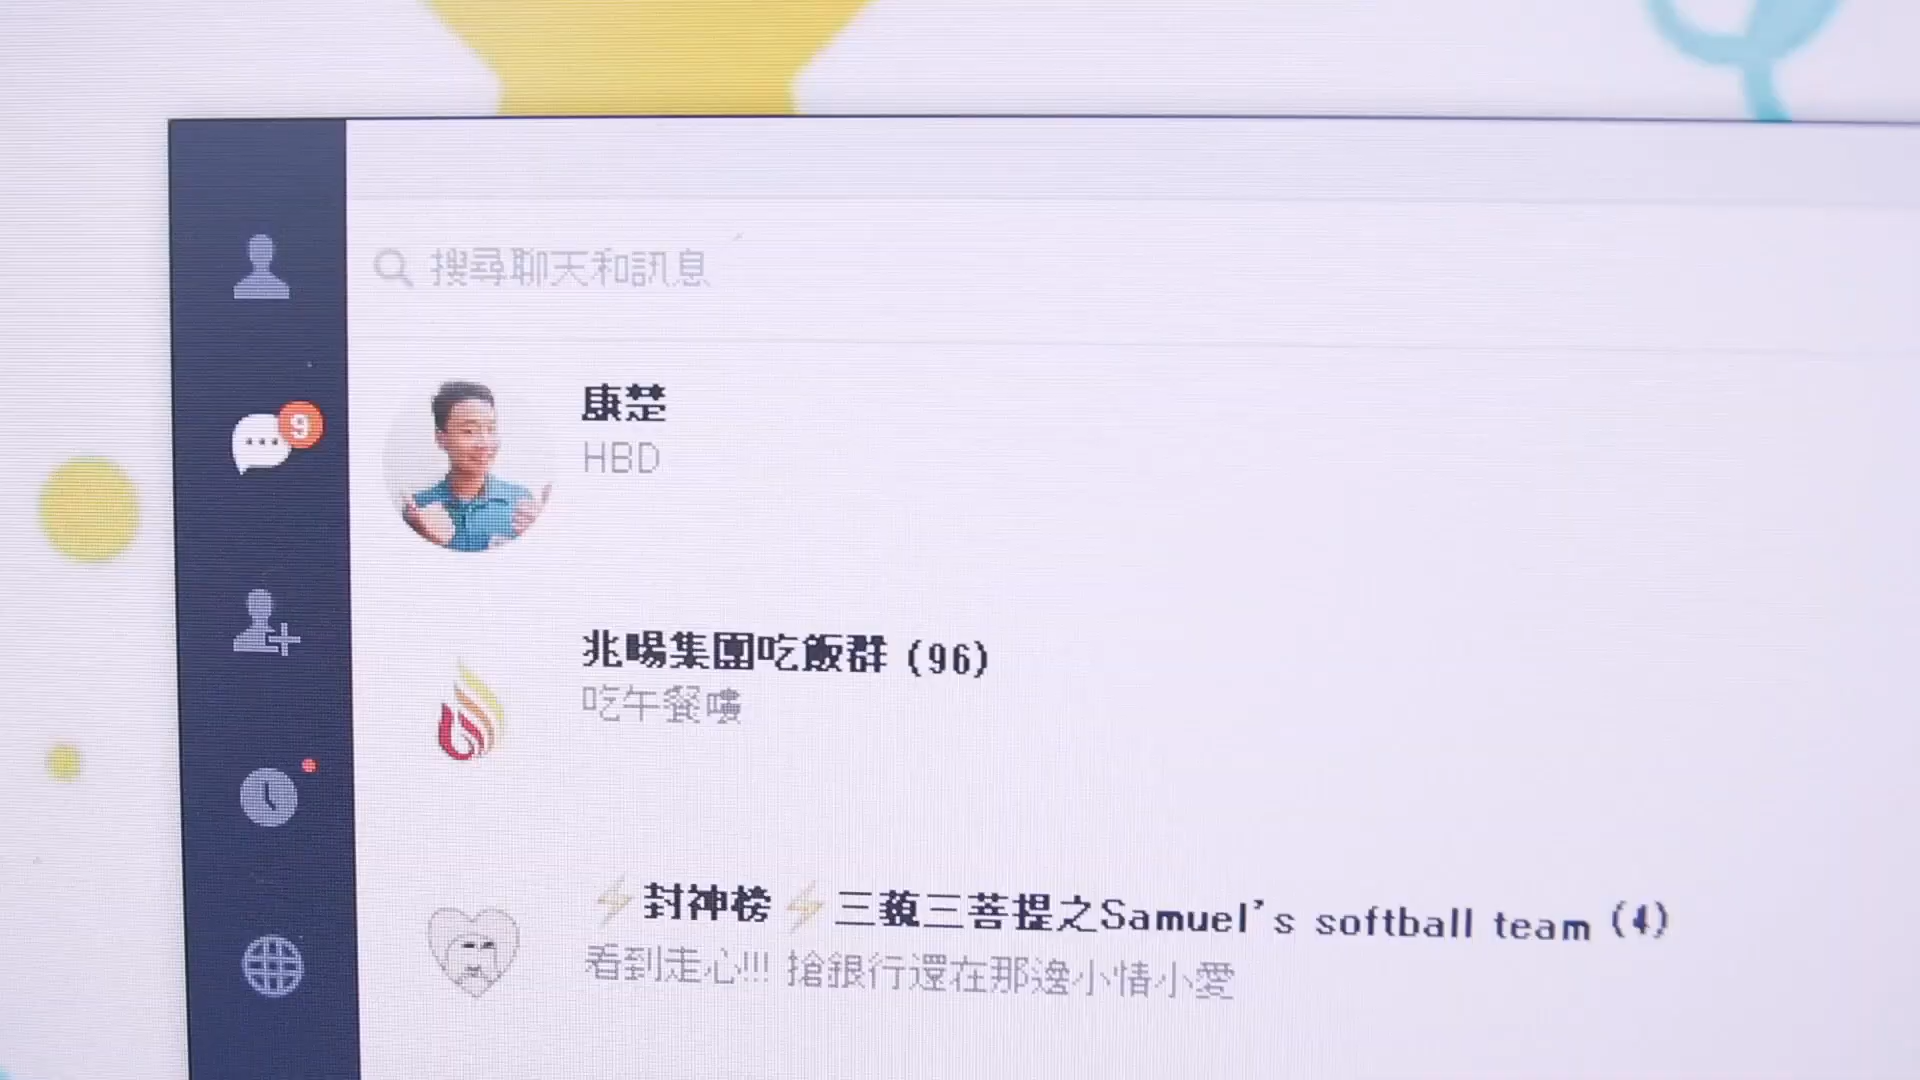 搜尋聊天和訊息
9
康楚
HBD
兆暘集團吃飯群 (96)
吃午餐嘍
⚡封神榜⚡三藐三菩提之Samuel's softball team (4)
看到走心!!! 搶銀行還在那邊小情小愛